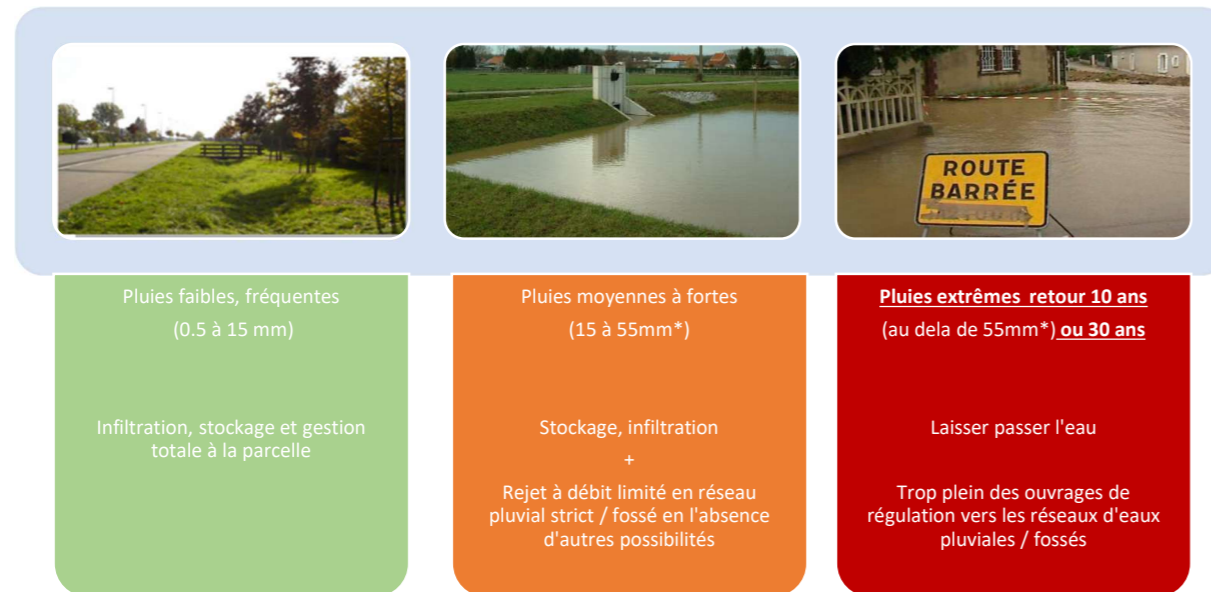 ROUTE
BARRÉE
Pluies faibles, fréquentes
(0.5 à 15 mm)
Infiltration, stockage et gestion
totale à la parcelle
Pluies moyennes à fortes
(15 à 55mm*)
Stockage, infiltration
+
Rejet à débit limité en réseau
pluvial strict / fossé en l'absence
d'autres possibilités
Pluies extrêmes retour 10 ans
(au dela de 55mm*) ou 30 ans
Laisser passer l'eau
Trop plein des ouvrages de
régulation vers les réseaux d'eaux
pluviales / fossés